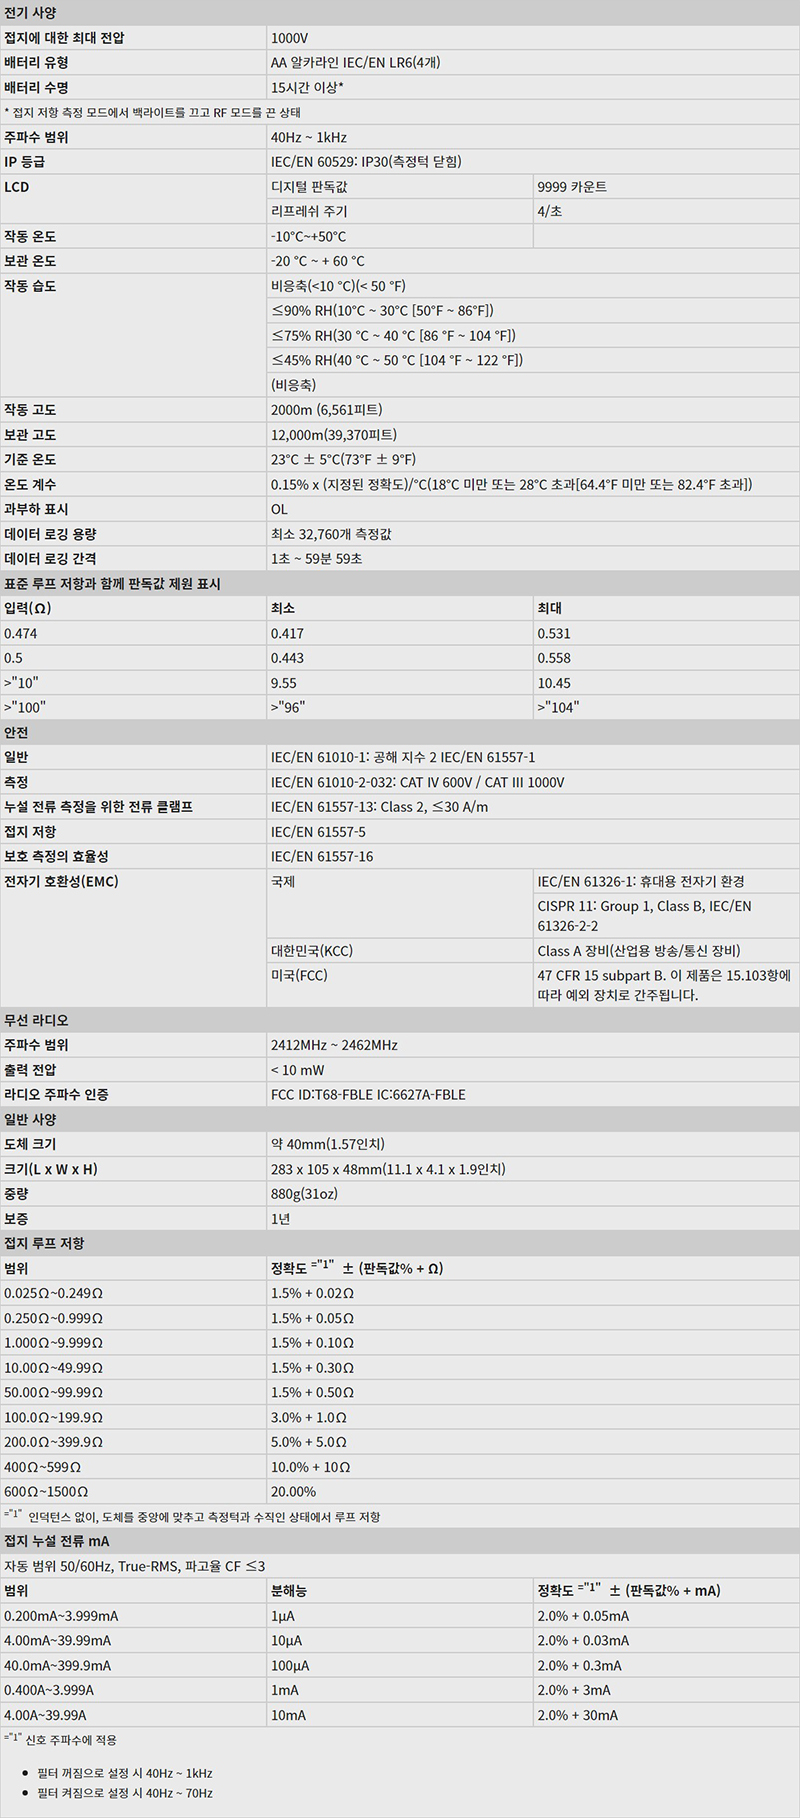 전기 사양
접지에 대한 최대 전압 1000V
배터리 유형 AA 알카라인 IEC/EN LR6(4개)
배터리 수명 15시간 이상*
* 접지 저항 측정 모드에서 백라이트를 끄고 RF 모드를 끈 상태
주파수 범위 40Hz ~ 1kHz
IP 등급 IEC/EN 60529: IP30(측정턱 닫힘)
LCD 디지털 판독값 9999 카운트
리프레쉬 주기 4/초
작동 온도 -10°C~+50°C
보관 온도 -20 °C ~ + 60 °C
작동 습도 비응축(<10 °C)(< 50 °F)
≤90% RH(10°C ~ 30°C [50°F ~ 86°F])
≤75% RH(30 °C ~ 40 °C [86 °F ~ 104 °F])
≤45% RH(40 °C ~ 50 °C [104 °F ~ 122 °F])
(비응축)
작동 고도 2000m (6,561피트)
보관 고도 12,000m(39,370피트)
기준 온도 23°C ± 5°C(73°F ± 9°F)
온도 계수 0.15% x (지정된 정확도)/°C(18°C 미만 또는 28°C 초과[64.4°F 미만 또는 82.4°F 초과])
과부하 표시 OL
데이터 로깅 용량 최소 32,760개 측정값
데이터 로깅 간격 1초 ~ 59분 59초
표준 루프 저항과 함께 판독값 제원 표시
입력(Ω) 최소 최대
0.474 0.417 0.531
0.5 0.443 0.558
>"10" 9.55 10.45
>"100" >"96" >"104"
안전
일반 IEC/EN 61010-1: 공해 지수 2 IEC/EN 61557-1
측정 IEC/EN 61010-2-032: CAT IV 600V / CAT III 1000V
누설 전류 측정을 위한 전류 클램프 IEC/EN 61557-13: Class 2, ≤30 A/m
접지 저항 IEC/EN 61557-5
보호 측정의 효율성 IEC/EN 61557-16
전자기 호환성(EMC) 국제 IEC/EN 61326-1: 휴대용 전자기 환경
CISPR 11: Group 1, Class B, IEC/EN
61326-2-2
대한민국(KCC) Class A 장비(산업용 방송/통신 장비)
미국(FCC) 47 CFR 15 subpart B. 이 제품은 15.103항에
따라 예외 장치로 간주됩니다.
무선 라디오
주파수 범위 2412MHz ~ 2462MHz
출력 전압 < 10 mW
라디오 주파수 인증 FCC ID:T68-FBLE IC:6627A-FBLE
일반 사양
도체 크기 약 40mm(1.57인치)
크기(L x W x H) 283 x 105 x 48mm(11.1 x 4.1 x 1.9인치)
중량 880g(31oz)
보증 1년
접지 루프 저항
범위 정확도 ="1" ± (판독값% + Ω)
0.025Ω~0.249Ω 1.5% + 0.02Ω
0.250Ω~0.999Ω 1.5% + 0.05Ω
1.000Ω~9.999Ω 1.5% + 0.10Ω
10.00Ω~49.99Ω 1.5% + 0.30Ω
50.00Ω~99.99Ω 1.5% + 0.50Ω
100.0Ω~199.9Ω 3.0% + 1.0Ω
200.0Ω~399.9Ω 5.0% + 5.0Ω
400Ω~599Ω 10.0% + 10Ω
600Ω~1500Ω 20.00%
="1" 인덕턴스 없이, 도체를 중앙에 맞추고 측정턱과 수직인 상태에서 루프 저항
접지 누설 전류 mA
자동 범위 50/60Hz, True-RMS, 파고율 CF ≤3
범위 분해능 정확도 ="1" ± (판독값% + mA)
0.200mA~3.999mA 1μA 2.0% + 0.05mA
4.00mA~39.99mA 10μA 2.0% + 0.03mA
40.0mA~399.9mA 100μA 2.0% + 0.3mA
0.400A~3.999A 1mA 2.0% + 3mA
4.00A~39.99A 10mA 2.0% + 30mA
="1" 신호 주파수에 적용
• 필터 꺼짐으로 설정 시 40Hz ~ 1kHz
• 필터 켜짐으로 설정 시 40Hz ~ 70Hz